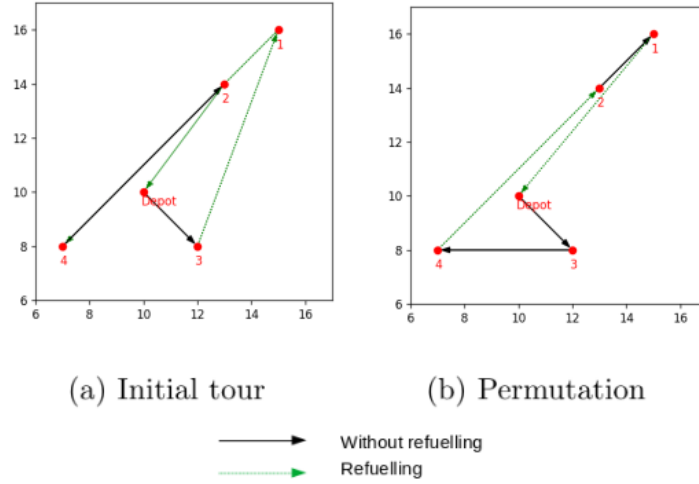 16
14
12
10
8
6
6 8 10 12 14 16
1
2
Depot
3
4
16
14
12
10
8
6
6 8 10 12 14 16
1
2
Depot
3
4
(a) Initial tour
(b) Permutation
Without refuelling
Refuelling